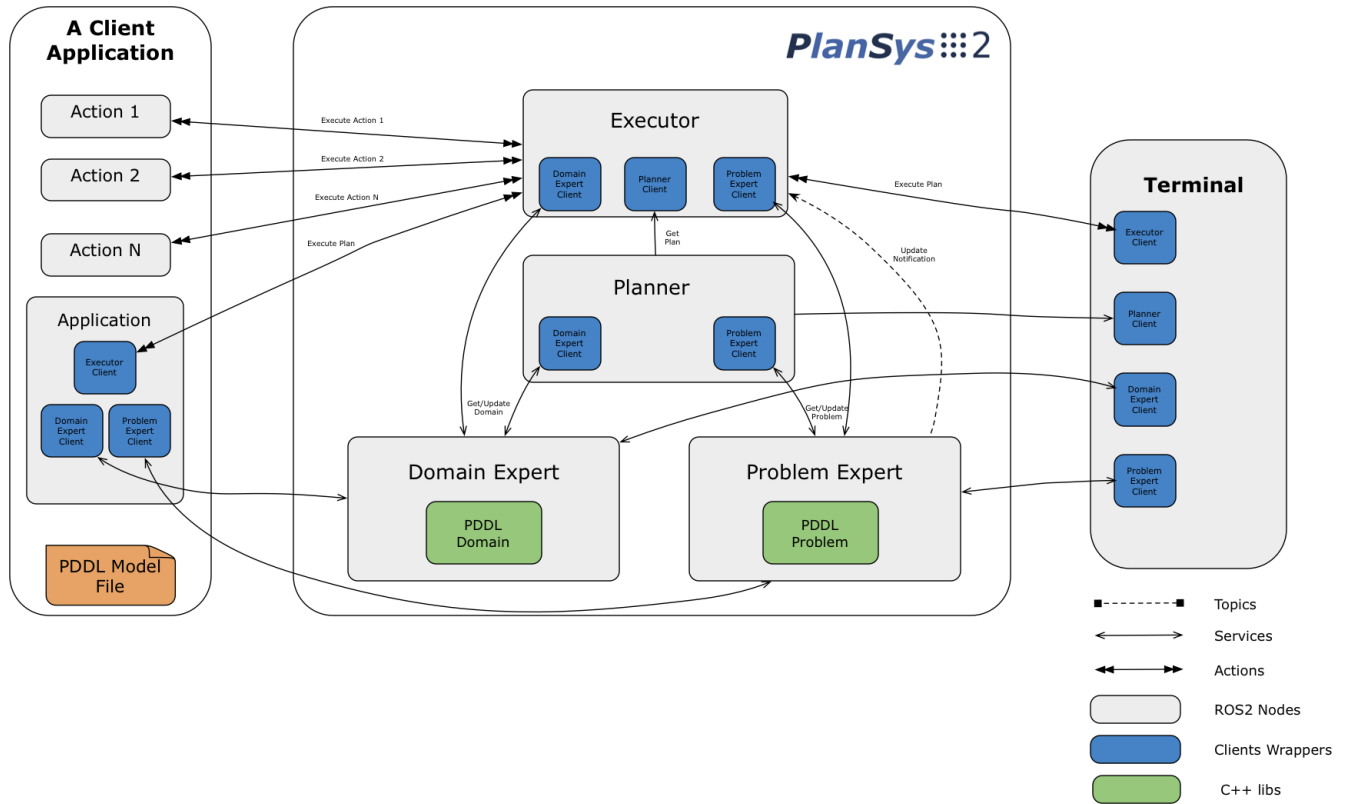 A Client
Application
Action 1
Action 2
Action N
Application
Executor
Client
Domain
Expert
Client
Problem
Expert
Client
PDDL Model
File
Execute Action 1
Execute Action 2
Execute Action N
Execute Plan
PlanSys 2
Executor
Domain
Expert
Client
Planner
Client
Problem
Expert
Client
Get
Plan
Planner
Domain
Expert
Client
Problem
Expert
Client
Get/Update
Domain
Get/Update
Problem
Update
Notification
Domain Expert
PDDL
Domain
Problem Expert
PDDL
Problem
Execute Plan
Terminal
Executor
Client
Planner
Client
Domain
Expert
Client
Problem
Expert
Client
Topics
Services
Actions
ROS2 Nodes
Clients Wrappers
C++ libs